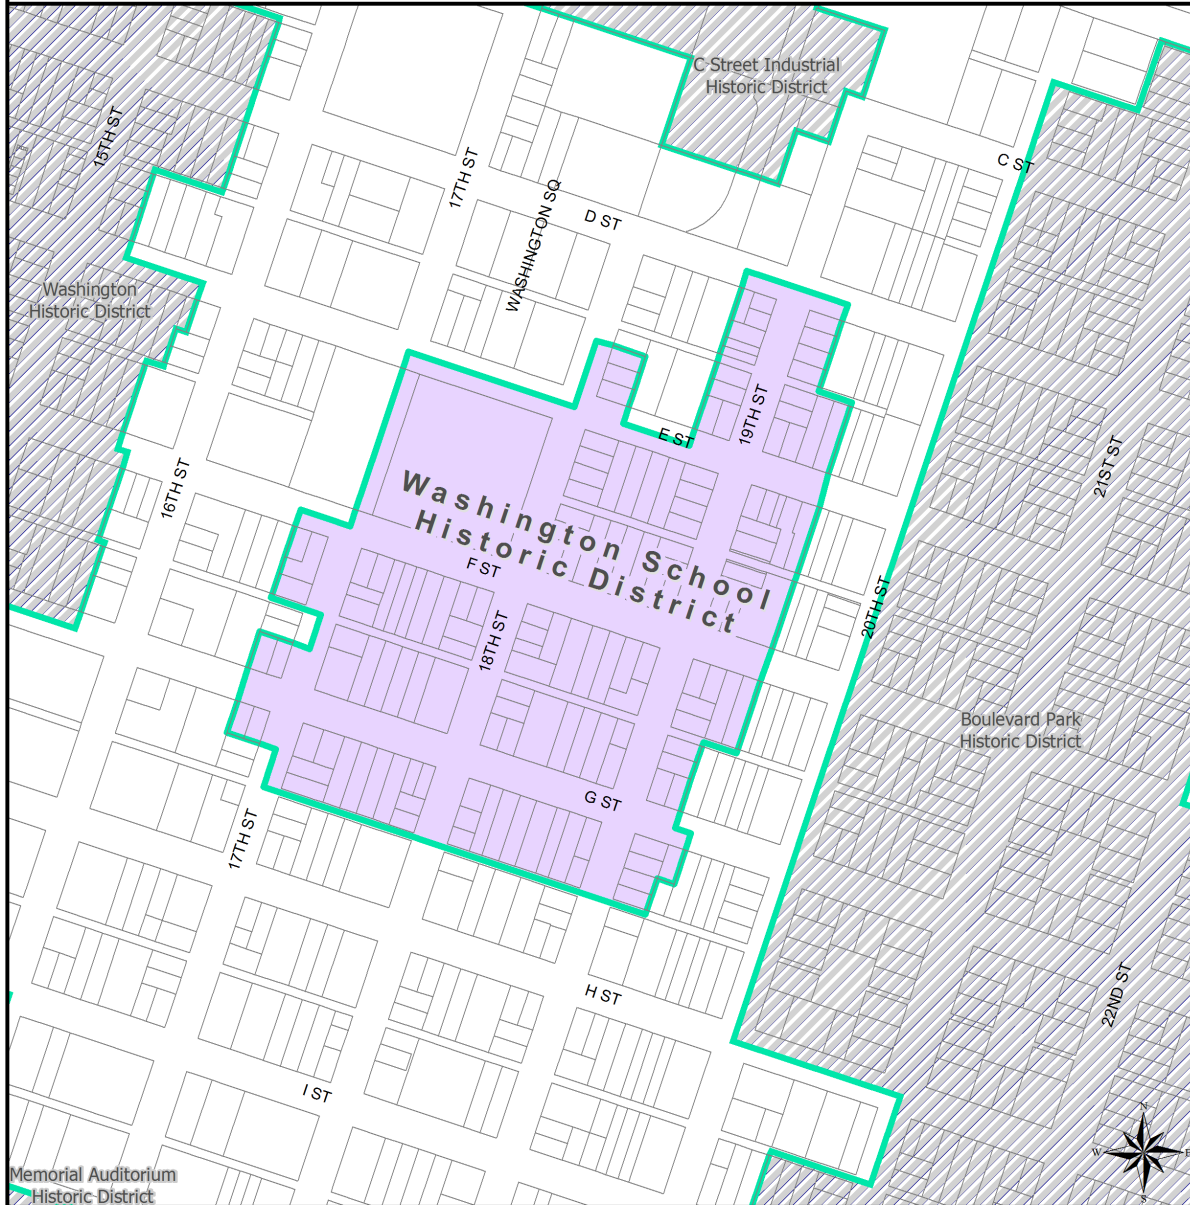 C Street Industrial
Historic District
15TH ST
17TH ST
C ST
WASHINGTON SQ
D ST
Washington
Historic District
19TH ST
E ST
21ST ST
16TH ST
Washington School
Historic District
F ST
20TH ST
18TH ST
Boulevard Park
Historic District
G ST
17TH ST
H ST
22ND ST
I ST
N
W
E
S
Memorial Auditorium
Historic District